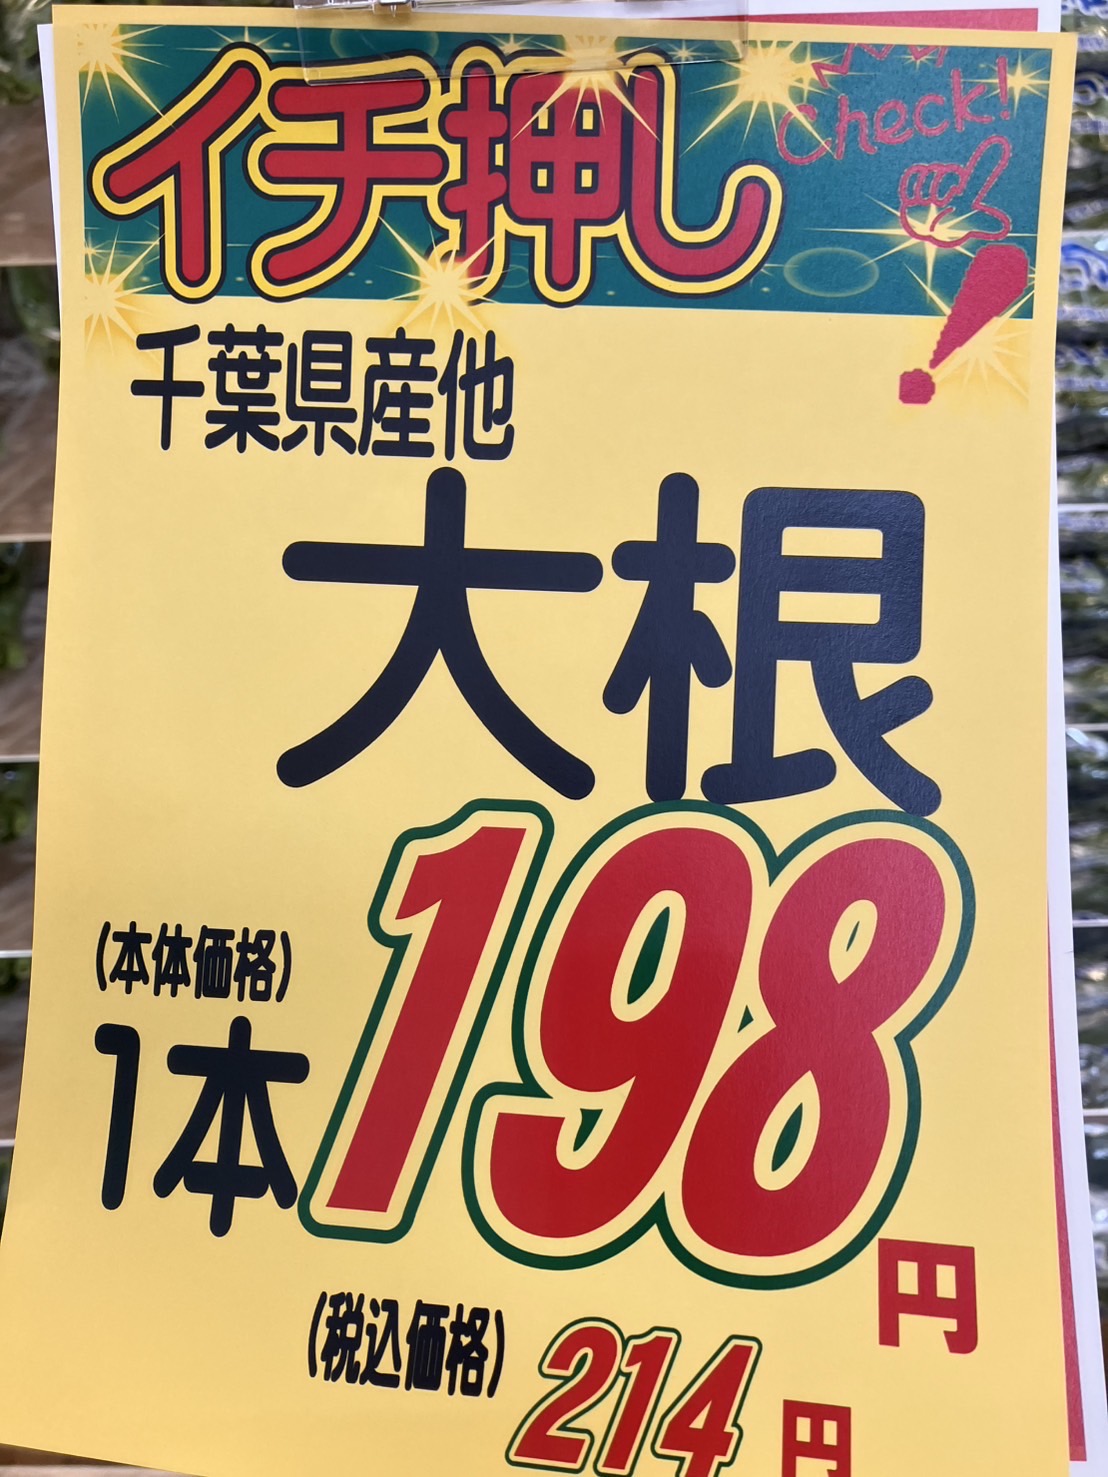 イチ押し
Check!
千葉県産他
大根
(本体価格)
1本 198円
(税込価格) 214円